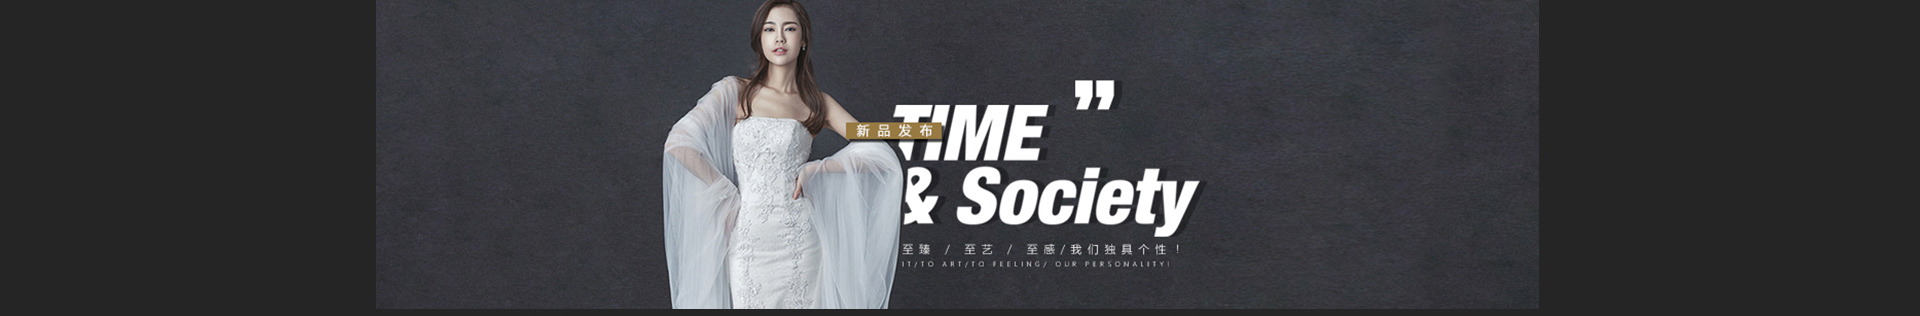 ”
新品发布
TIME
& Society
至臻 / 至艺 / 至感/我们独具个性！
IT/TO ART/TO FEELING/ OUR PERSONALITY!